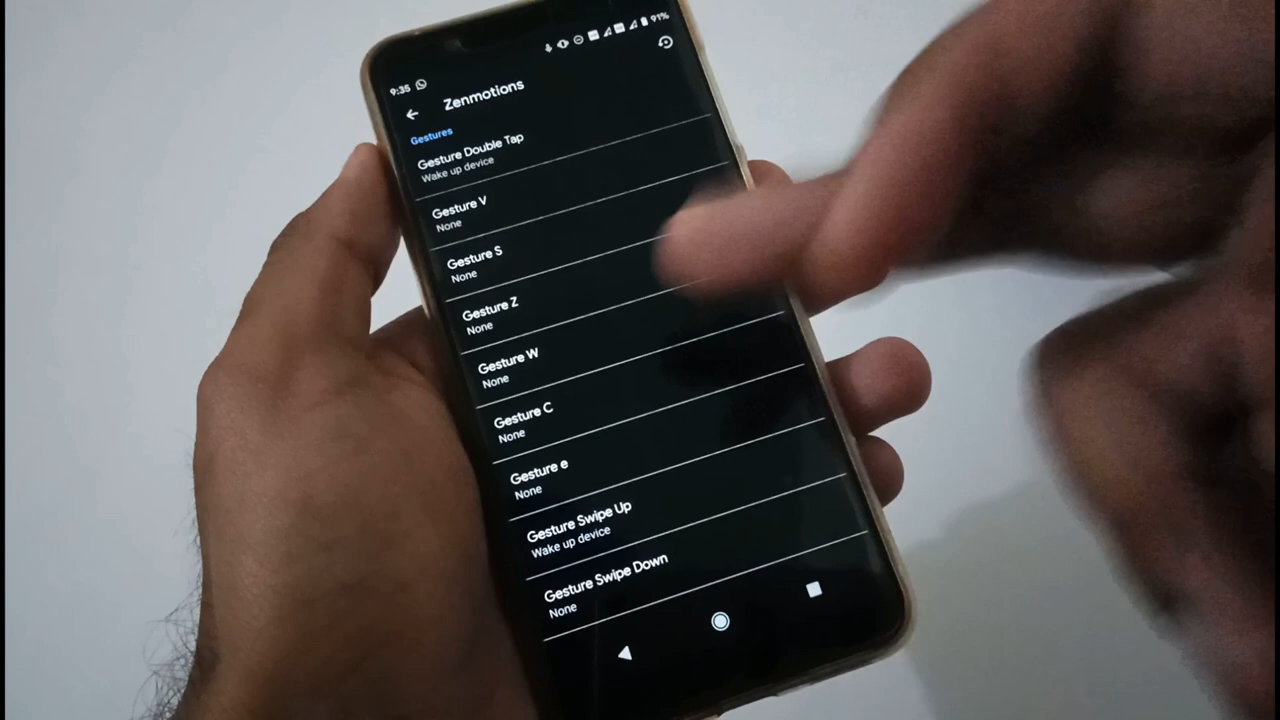 9:35 91%
Zenmotions
Gestures
Gesture Double Tap
Wake up device
Gesture V
None
Gesture S
None
Gesture Z
None
Gesture W
None
Gesture C
None
Gesture e
None
Gesture Swipe Up
Wake up device
Gesture Swipe Down
None